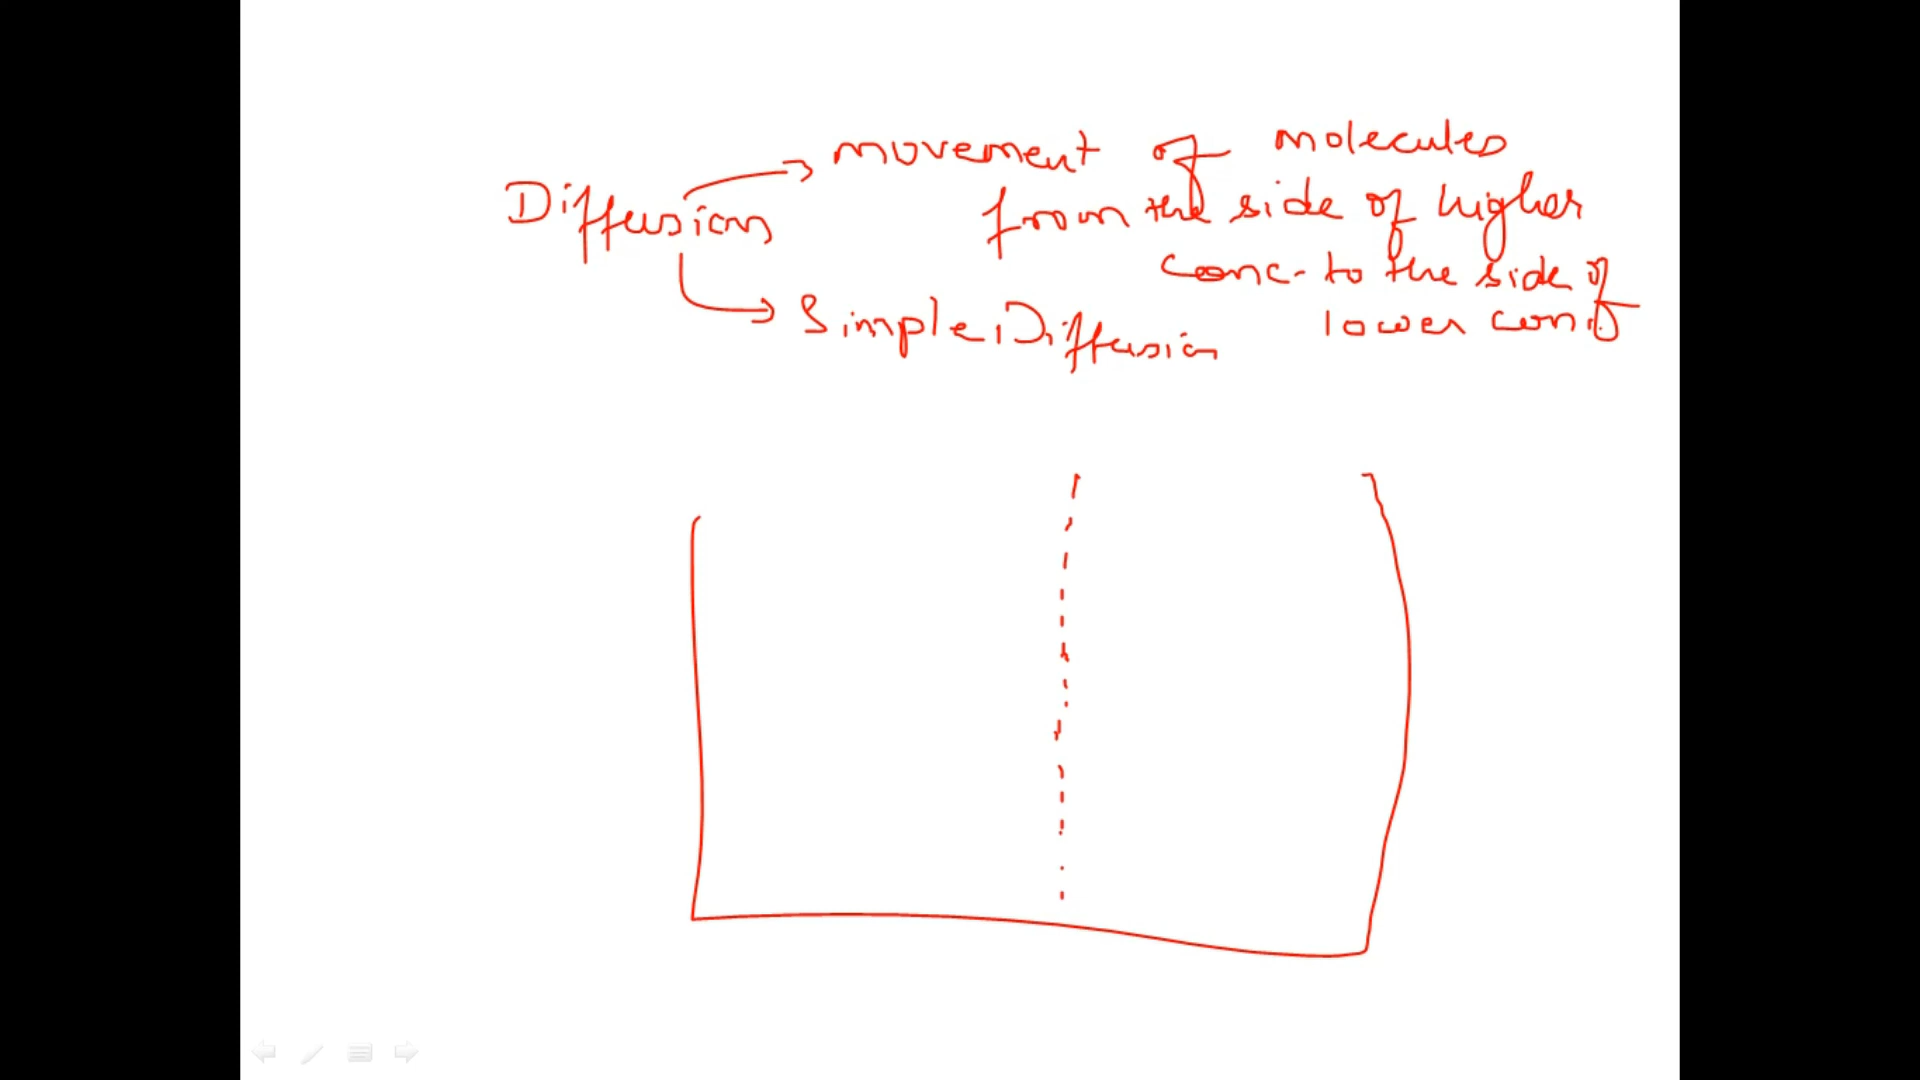 Diffusion → movement of molecules
from the side of higher
conc- to the side of
lower conc
Simple Diffusion